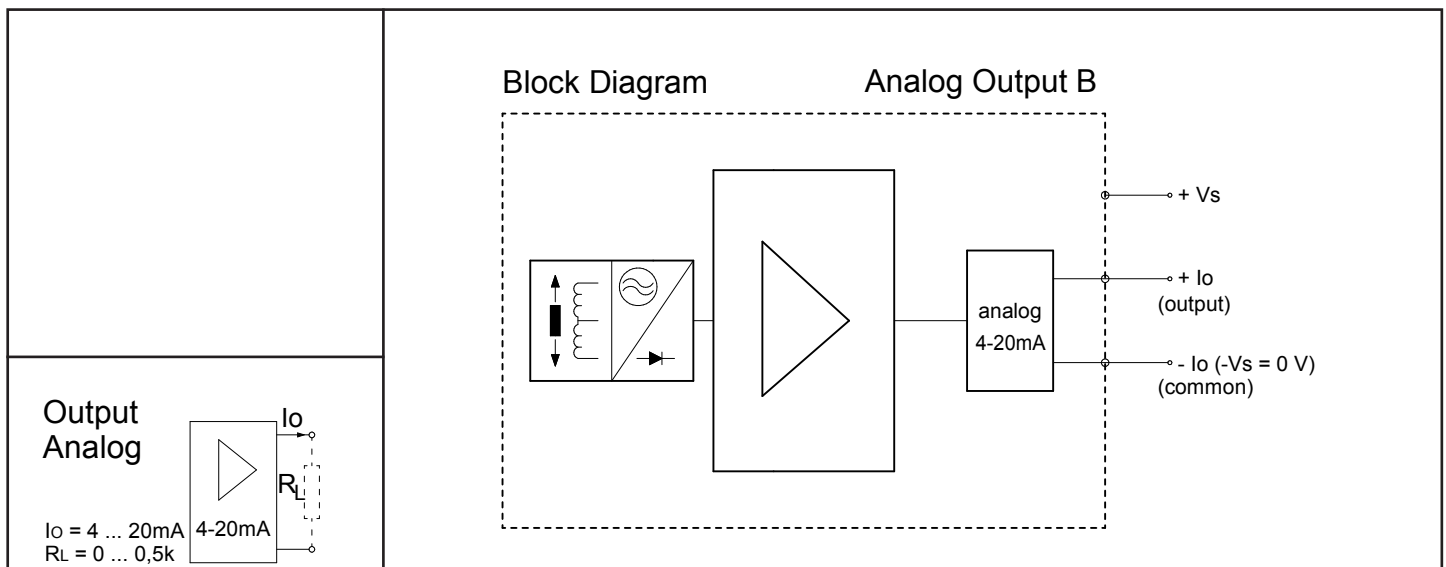 Block Diagram
Analog Output B
+ Vs
+ Io
(output)
analog
4-20mA
- Io (-Vs = 0 V)
(common)
Output
Analog
Io
RL
4-20mA
Io = 4 ... 20mA
RL = 0 ... 0,5k